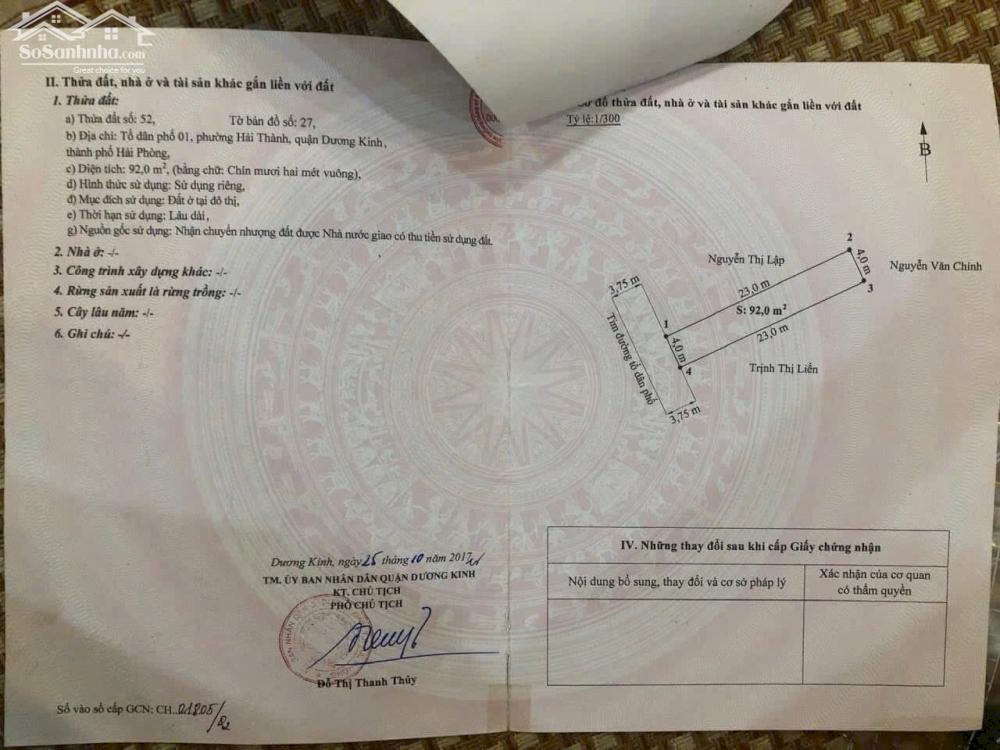 SoSanhnha.com
Great choice for you
II. Thửa đất, nhà ở và tài sản khác gắn liền với đất
1. Thửa đất:
a) Thửa đất số: 52, Tờ bản đồ số: 27,
b) Địa chỉ: Tổ dân phố 01, phường Hải Thành, quận Dương Kinh,
thành phố Hải Phòng,
c) Diện tích: 92,0 m², (bằng chữ: Chín mươi hai mét vuông),
d) Hình thức sử dụng: Sử dụng riêng,
đ) Mục đích sử dụng: Đất ở tại đô thị,
e) Thời hạn sử dụng: Lâu dài,
g) Nguồn gốc sử dụng: Nhận chuyển nhượng đất được Nhà nước giao có thu tiền sử dụng đất.
2. Nhà ở: -/-
3. Công trình xây dựng khác: -/-
4. Rừng sản xuất là rừng trồng: -/-
5. Cây lâu năm: -/-
6. Ghi chú: -/-
Dương Kinh, ngày 25 tháng 10 năm 2017
TM. ỦY BAN NHÂN DÂN QUẬN DƯƠNG KINH
KT. CHỦ TỊCH
PHÓ CHỦ TỊCH
Đỗ Thị Thanh Thủy
Số vào sổ cấp GCN: CH..01805/
đồ thửa đất, nhà ở và tài sản khác gắn liền với đất
Tỷ lệ:1/300
B
Nguyễn Thị Lập
2
4,0 m
Nguyễn Văn Chinh
3
23,0 m
S: 92,0 m²
23,0 m
3,75 m
1
4,0 m
4
Trịnh Thị Liền
Tim đường tổ dân phố
3,75 m
IV. Những thay đổi sau khi cấp Giấy chứng nhận
Nội dung bổ sung, thay đổi và cơ sở pháp lý
Xác nhận của cơ quan
có thẩm quyền